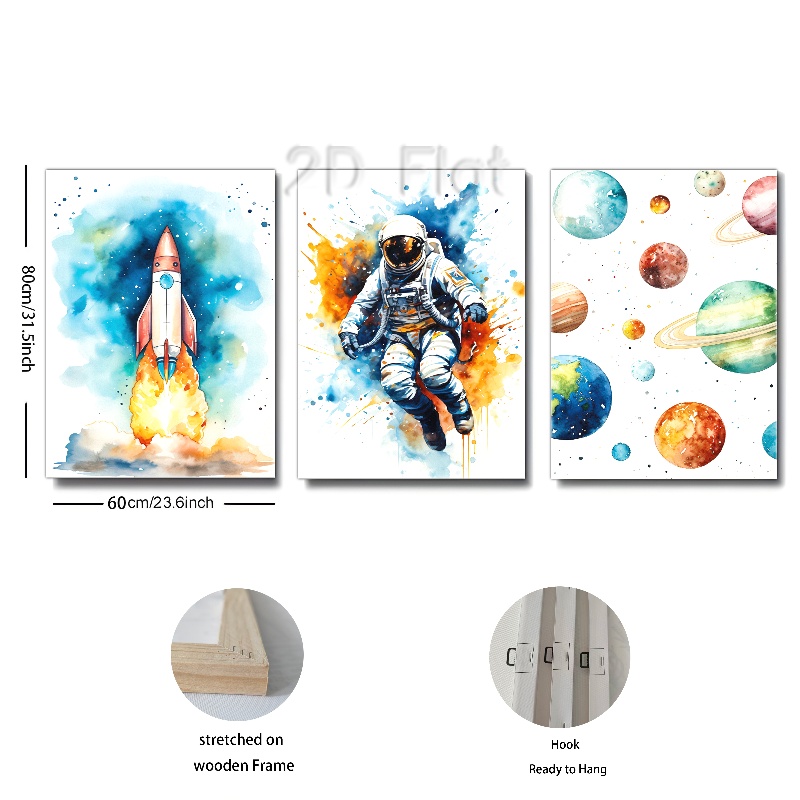 2D Flat
80cm/31.5inch
60cm/23.6inch
stretched on
wooden Frame
Hook
Ready to Hang